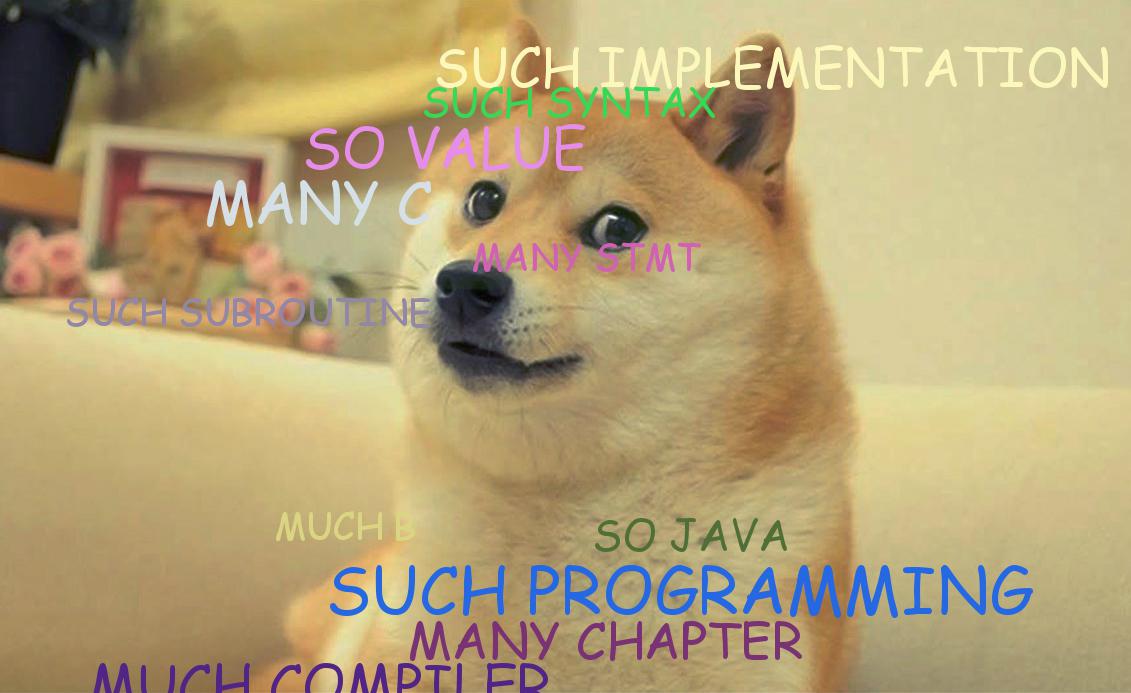 SUCH IMPLEMENTATION
SUCH SYNTAX
SO VALUE
MANY C
MANY STMT
SUCH SUBROUTINE
MUCH B
SO JAVA
SUCH PROGRAMMING
MANY CHAPTER
MUCH COMPILER